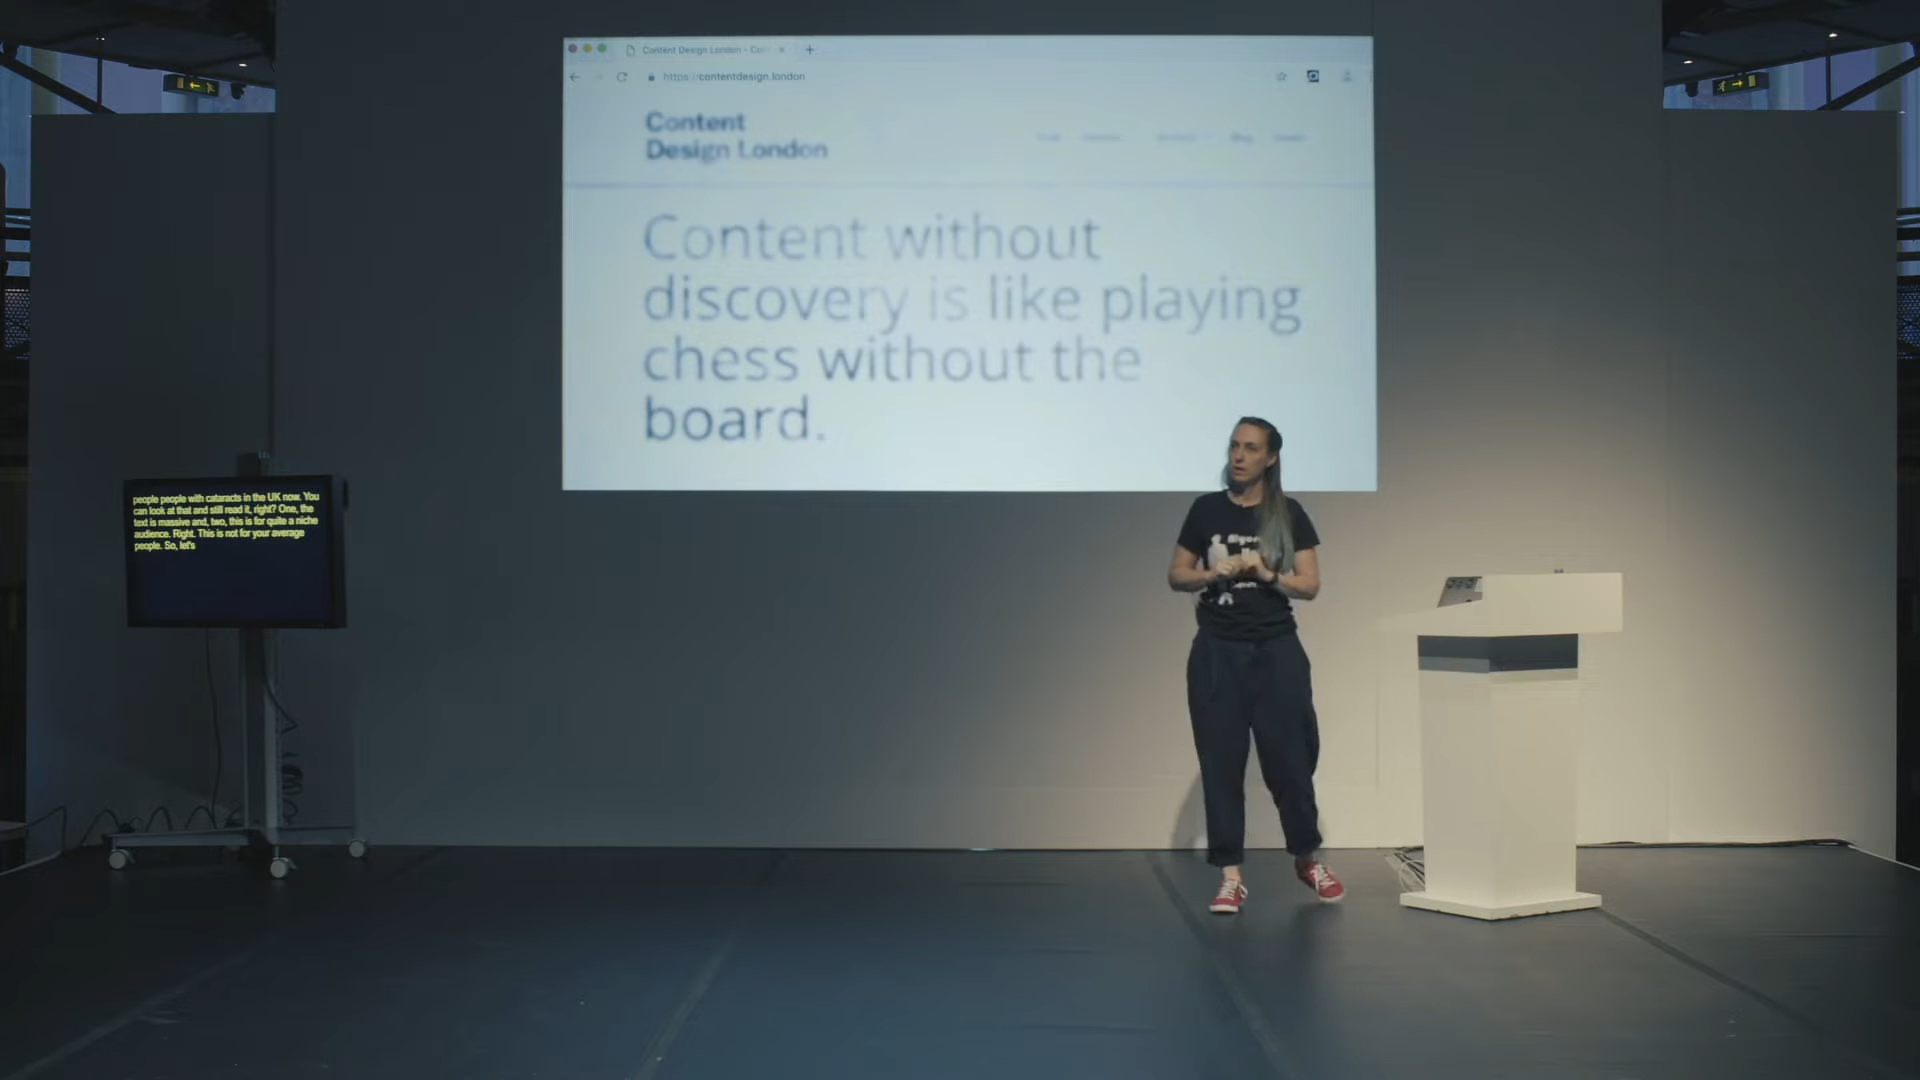 Content Design London - Co
https://contentdesign.london
Content
Design London
Blog
Content without
discovery is like playing
chess without the
board.
people people with cataracts in the UK now. You
can look at that and still read it, right? One, the
text is massive and, two, this is for quite a niche
audience. Right. This is not for your average
people. So, let's